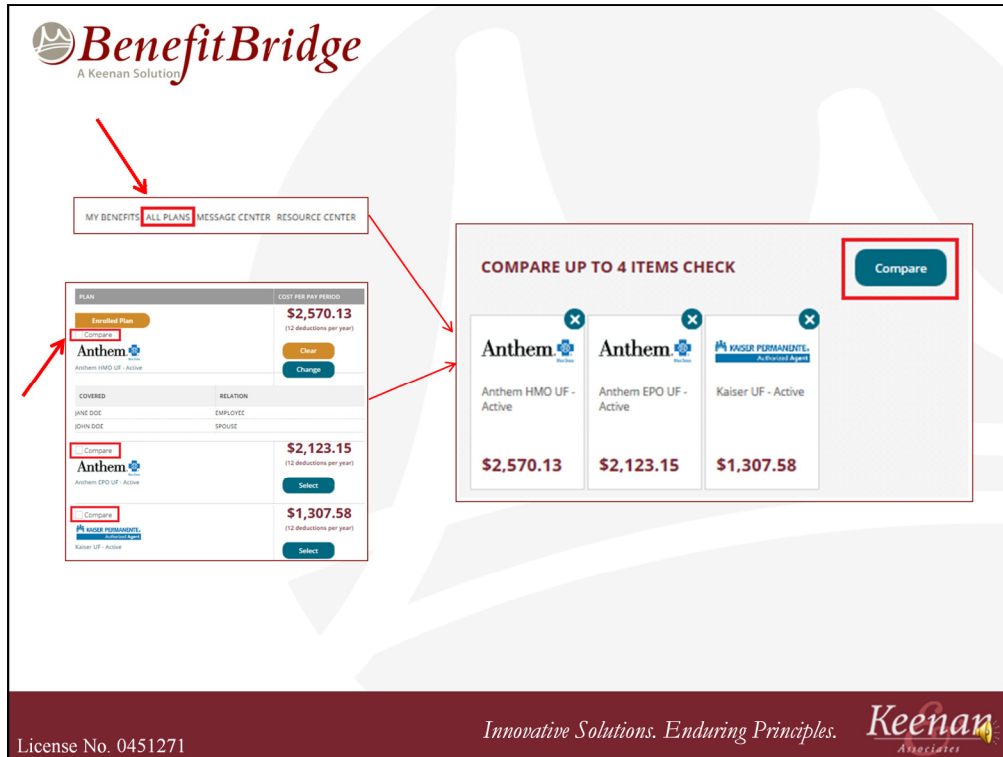 BenefitBridge
A Keenan Solution
MY BENEFITS ALL PLANS MESSAGE CENTER RESOURCE CENTER
PLAN COST PER PAY PERIOD
Enrolled Plan $2,570.13
(12 deductions per year)
Compare
Anthem. Clear
Anthem HMO UF - Active Change
COVERED RELATION
JANE DOE EMPLOYEE
JOHN DOE SPOUSE
Compare $2,123.15
(12 deductions per year)
Anthem.
Anthem EPO UF - Active Select
Compare $1,307.58
(12 deductions per year)
KAISER PERMANENTE.
Authorized Agent
Kaiser UF - Active Select
COMPARE UP TO 4 ITEMS CHECK Compare
Anthem. Anthem. KAISER PERMANENTE.
Authorized Agent
Anthem HMO UF - Anthem EPO UF - Kaiser UF - Active
Active Active
$2,570.13 $2,123.15 $1,307.58
License No. 0451271
Innovative Solutions. Enduring Principles.
Keenan
&
Associates